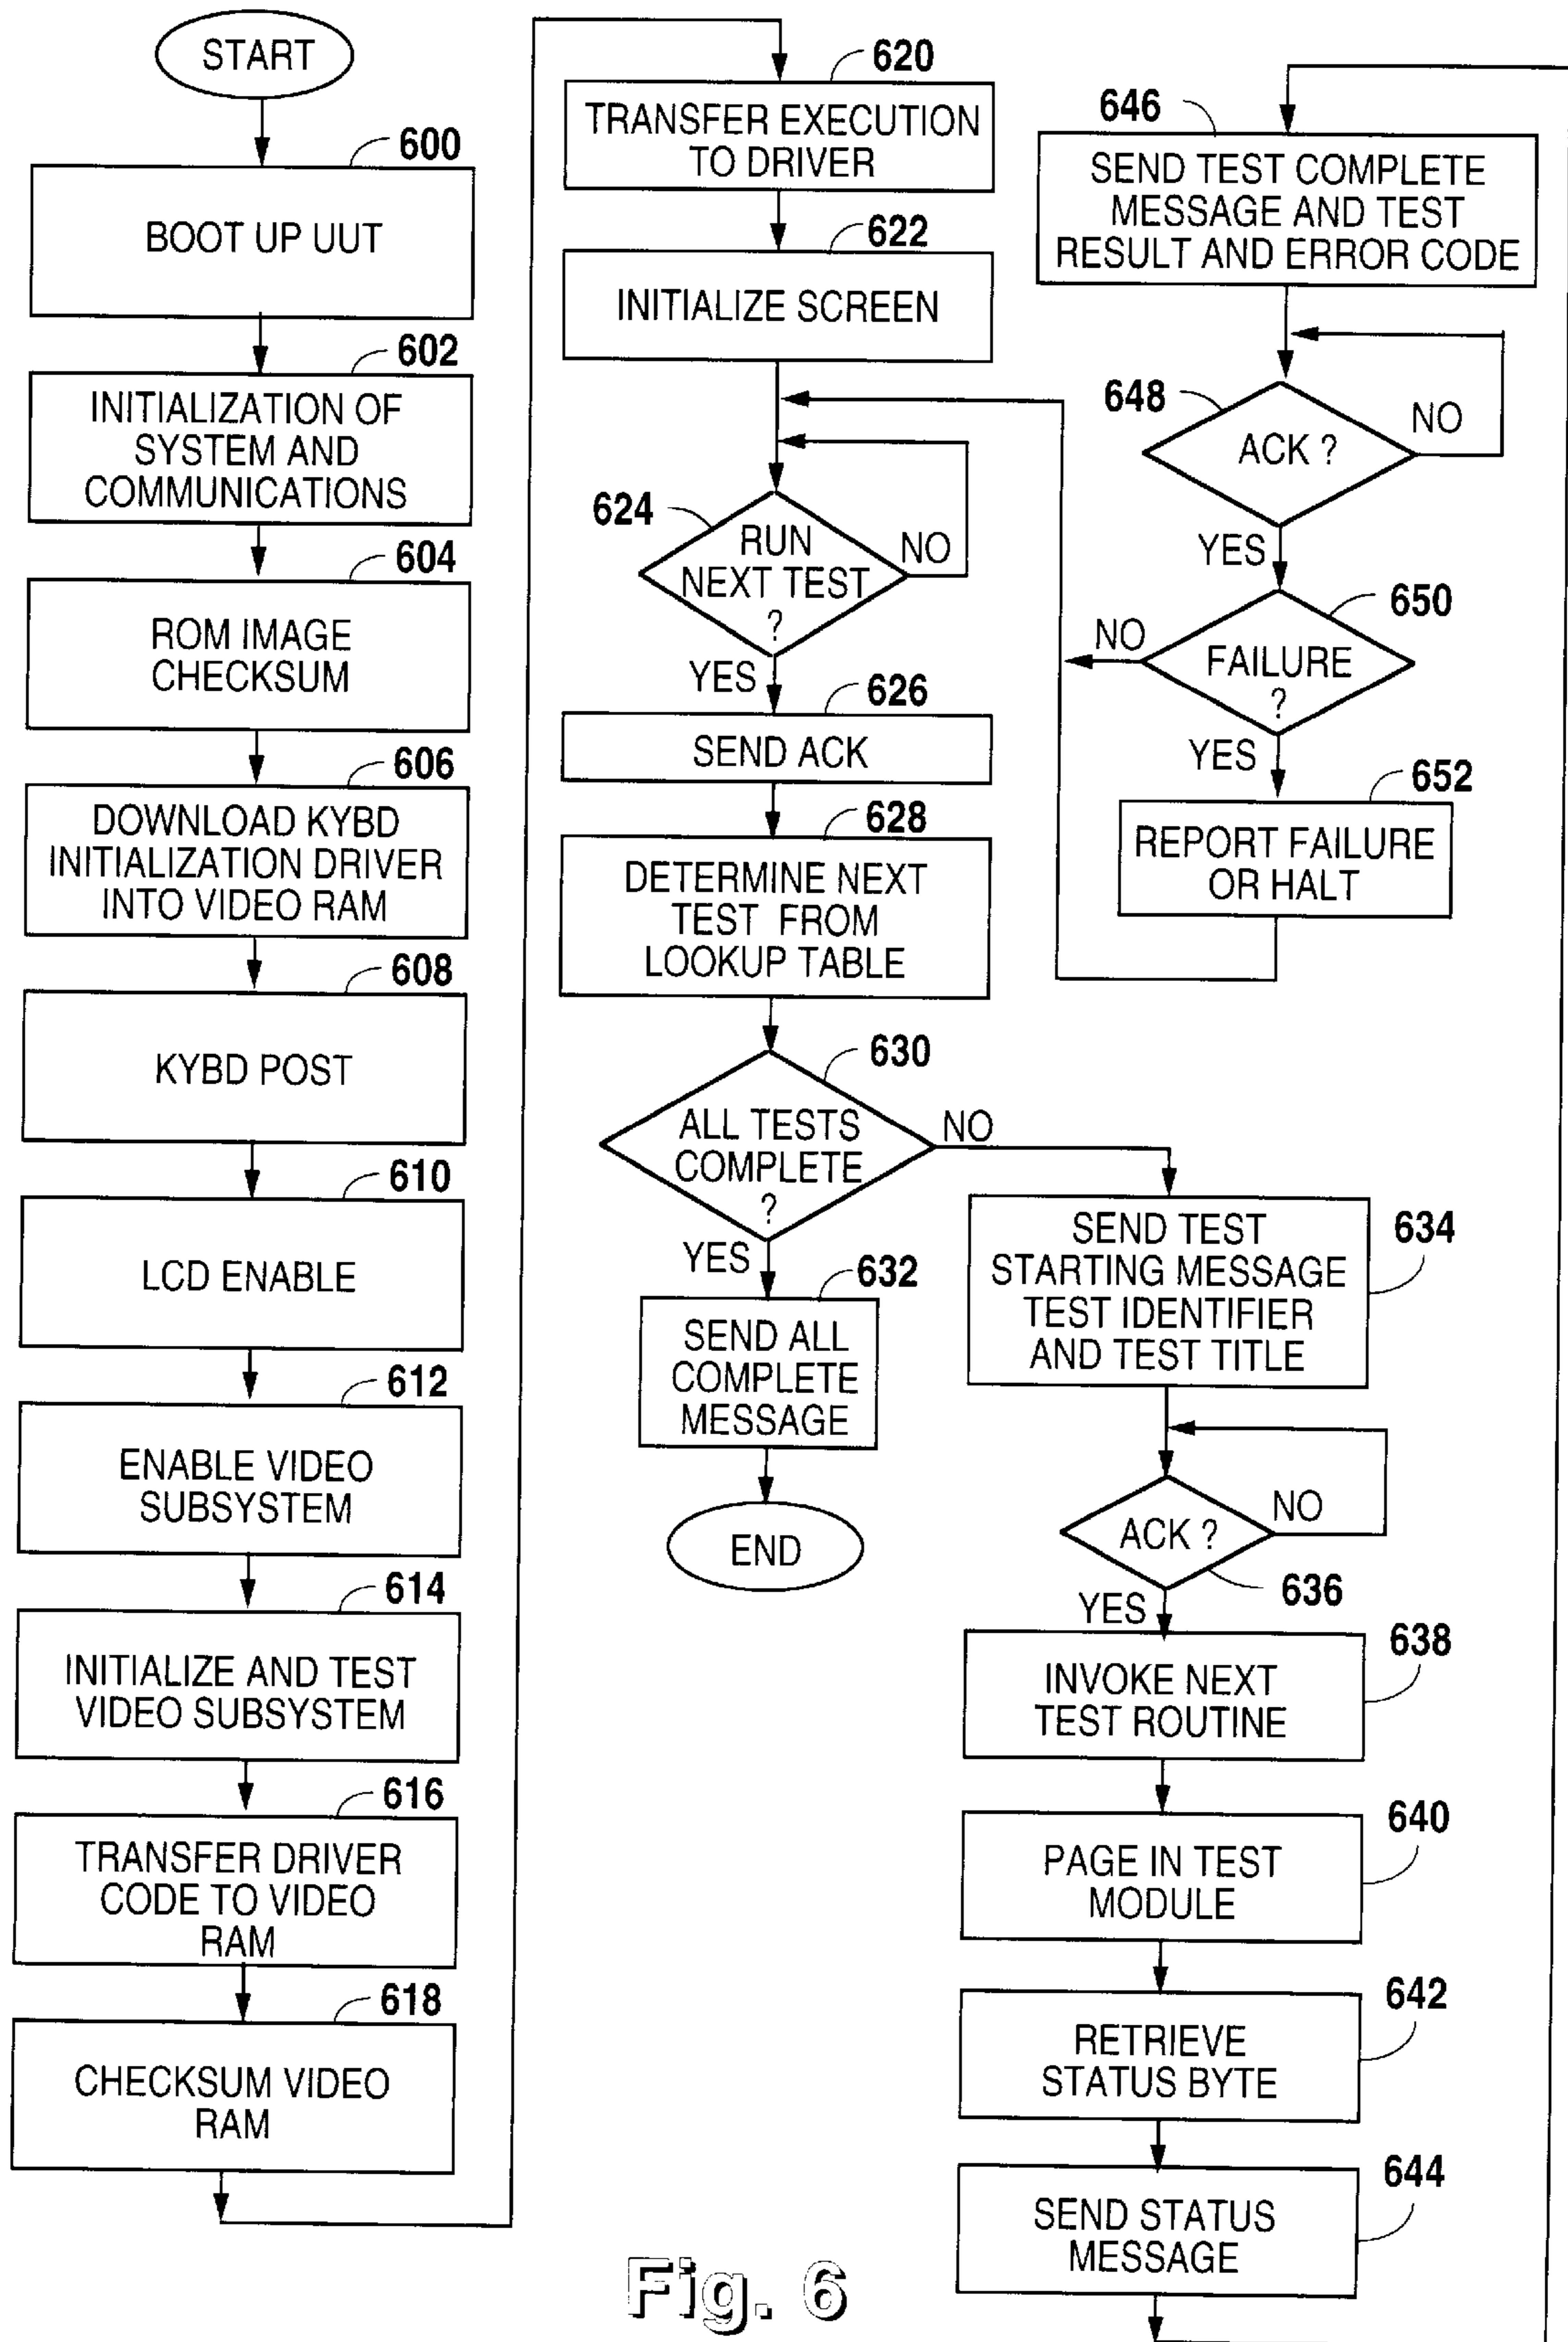 START
600
BOOT UP UUT
602
INITIALIZATION OF
SYSTEM AND
COMMUNICATIONS
604
ROM IMAGE
CHECKSUM
606
DOWNLOAD KYBD
INITIALIZATION DRIVER
INTO VIDEO RAM
608
KYBD POST
610
LCD ENABLE
612
ENABLE VIDEO
SUBSYSTEM
614
INITIALIZE AND TEST
VIDEO SUBSYSTEM
616
TRANSFER DRIVER
CODE TO VIDEO
RAM
618
CHECKSUM VIDEO
RAM
620
TRANSFER EXECUTION
TO DRIVER
622
INITIALIZE SCREEN
624
RUN
NEXT TEST
?
NO
YES
626
SEND ACK
628
DETERMINE NEXT
TEST FROM
LOOKUP TABLE
630
ALL TESTS
COMPLETE
?
NO
YES
632
SEND ALL
COMPLETE
MESSAGE
END
634
SEND TEST
STARTING MESSAGE
TEST IDENTIFIER
AND TEST TITLE
ACK ?
NO
636
YES
638
INVOKE NEXT
TEST ROUTINE
640
PAGE IN TEST
MODULE
642
RETRIEVE
STATUS BYTE
644
SEND STATUS
MESSAGE
646
SEND TEST COMPLETE
MESSAGE AND TEST
RESULT AND ERROR CODE
648
ACK ?
NO
YES
650
FAILURE
?
NO
YES
652
REPORT FAILURE
OR HALT
Fig. 6